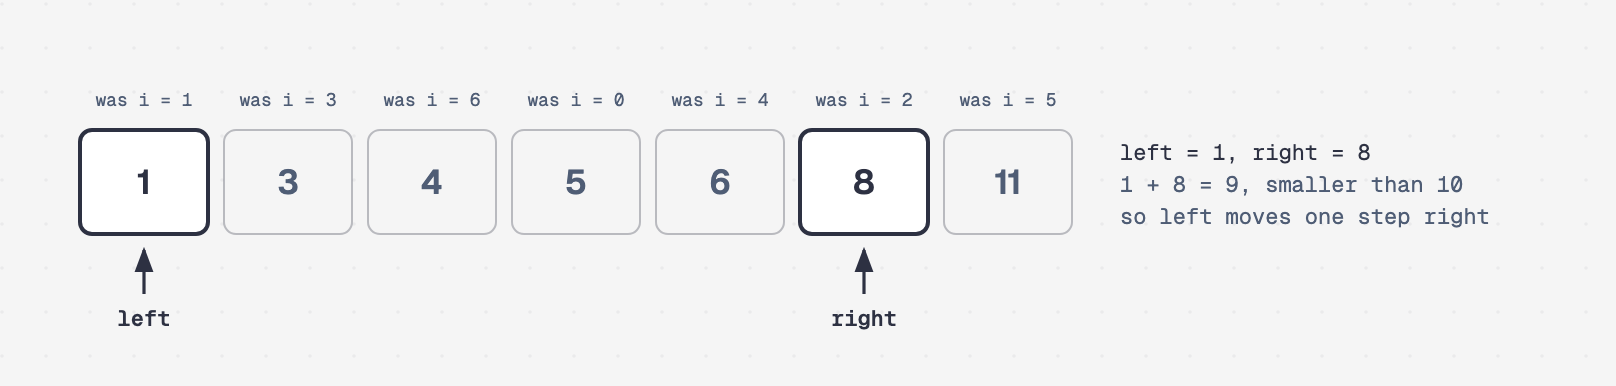 was i = 1 was i = 3 was i = 6 was i = 0 was i = 4 was i = 2 was i = 5
1 3 4 5 6 8 11
left = 1, right = 8
1 + 8 = 9, smaller than 10
so left moves one step right
left right